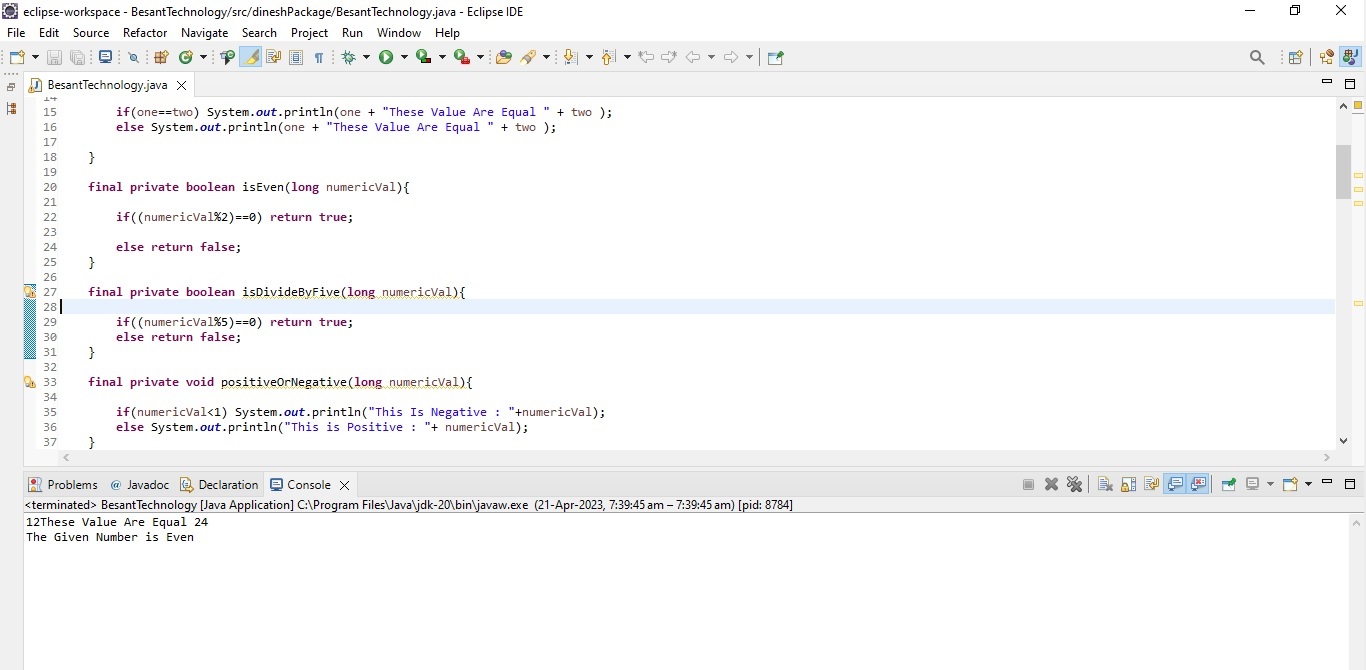 eclipse-workspace - BesantTechnology/src/dineshPackage/BesantTechnology.java - Eclipse IDE
File Edit Source Refactor Navigate Search Project Run Window Help
BesantTechnology.java
14
15 if(one==two) System.out.println(one + "These Value Are Equal " + two );
16 else System.out.println(one + "These Value Are Equal " + two );
17
18 }
19
20 final private boolean isEven(long numericVal){
21
22 if((numericVal%2)==0) return true;
23
24 else return false;
25 }
26
27 final private boolean isDivideByFive(long numericVal){
28
29 if((numericVal%5)==0) return true;
30 else return false;
31 }
32
33 final private void positiveOrNegative(long numericVal){
34
35 if(numericVal<1) System.out.println("This Is Negative : "+numericVal);
36 else System.out.println("This is Positive : "+ numericVal);
37 }
Problems @ Javadoc Declaration Console
<terminated> BesantTechnology [Java Application] C:\Program Files\Java\jdk-20\bin\javaw.exe (21-Apr-2023, 7:39:45 am – 7:39:45 am) [pid: 8784]
12These Value Are Equal 24
The Given Number is Even